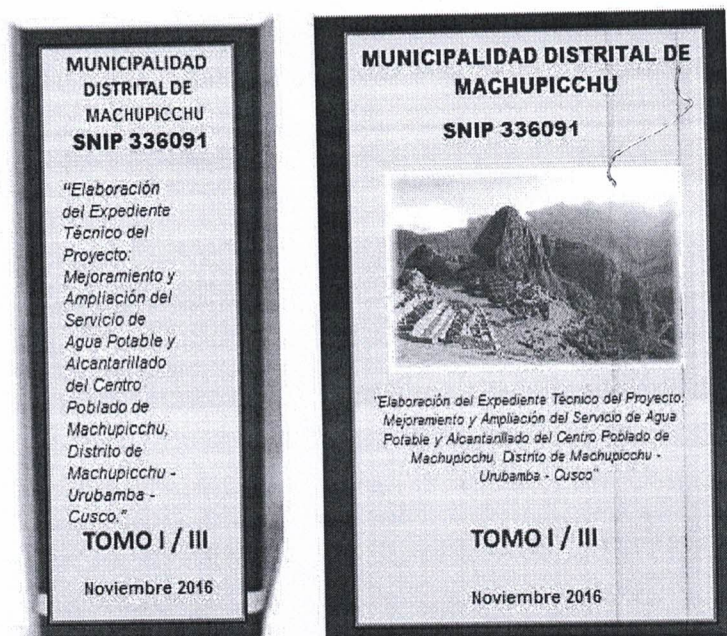 MUNICIPALIDAD
DISTRITAL DE
MACHUPICCHU
SNIP 336091
"Elaboración
del Expediente
Técnico del
Proyecto:
Mejoramiento y
Ampliación del
Servicio de
Agua Potable y
Alcantarillado
del Centro
Poblado de
Machupicchu,
Distrito de
Machupicchu -
Urubamba -
Cusco."
TOMO I / III
Noviembre 2016
MUNICIPALIDAD DISTRITAL DE
MACHUPICCHU
SNIP 336091
"Elaboración del Expediente Técnico del Proyecto:
Mejoramiento y Ampliación del Servicio de Agua
Potable y Alcantarillado del Centro Poblado de
Machupicchu, Distrito de Machupicchu -
Urubamba - Cusco"
TOMO I / III
Noviembre 2016